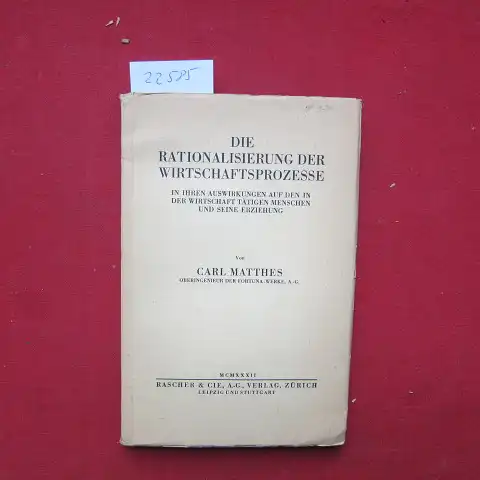 22585
DIE
RATIONALISIERUNG DER
WIRTSCHAFTSPROZESSE
IN IHREN AUSWIRKUNGEN AUF DEN IN
DER WIRTSCHAFT TÄTIGEN MENSCHEN
UND SEINE ERZIEHUNG
Von
CARL MATTHES
OBERINGENIEUR DER FORTUNA-WERKE, A.-G.
MCMXXXII
RASCHER & CIE., A.-G., VERLAG, ZÜRICH
LEIPZIG UND STUTTGART